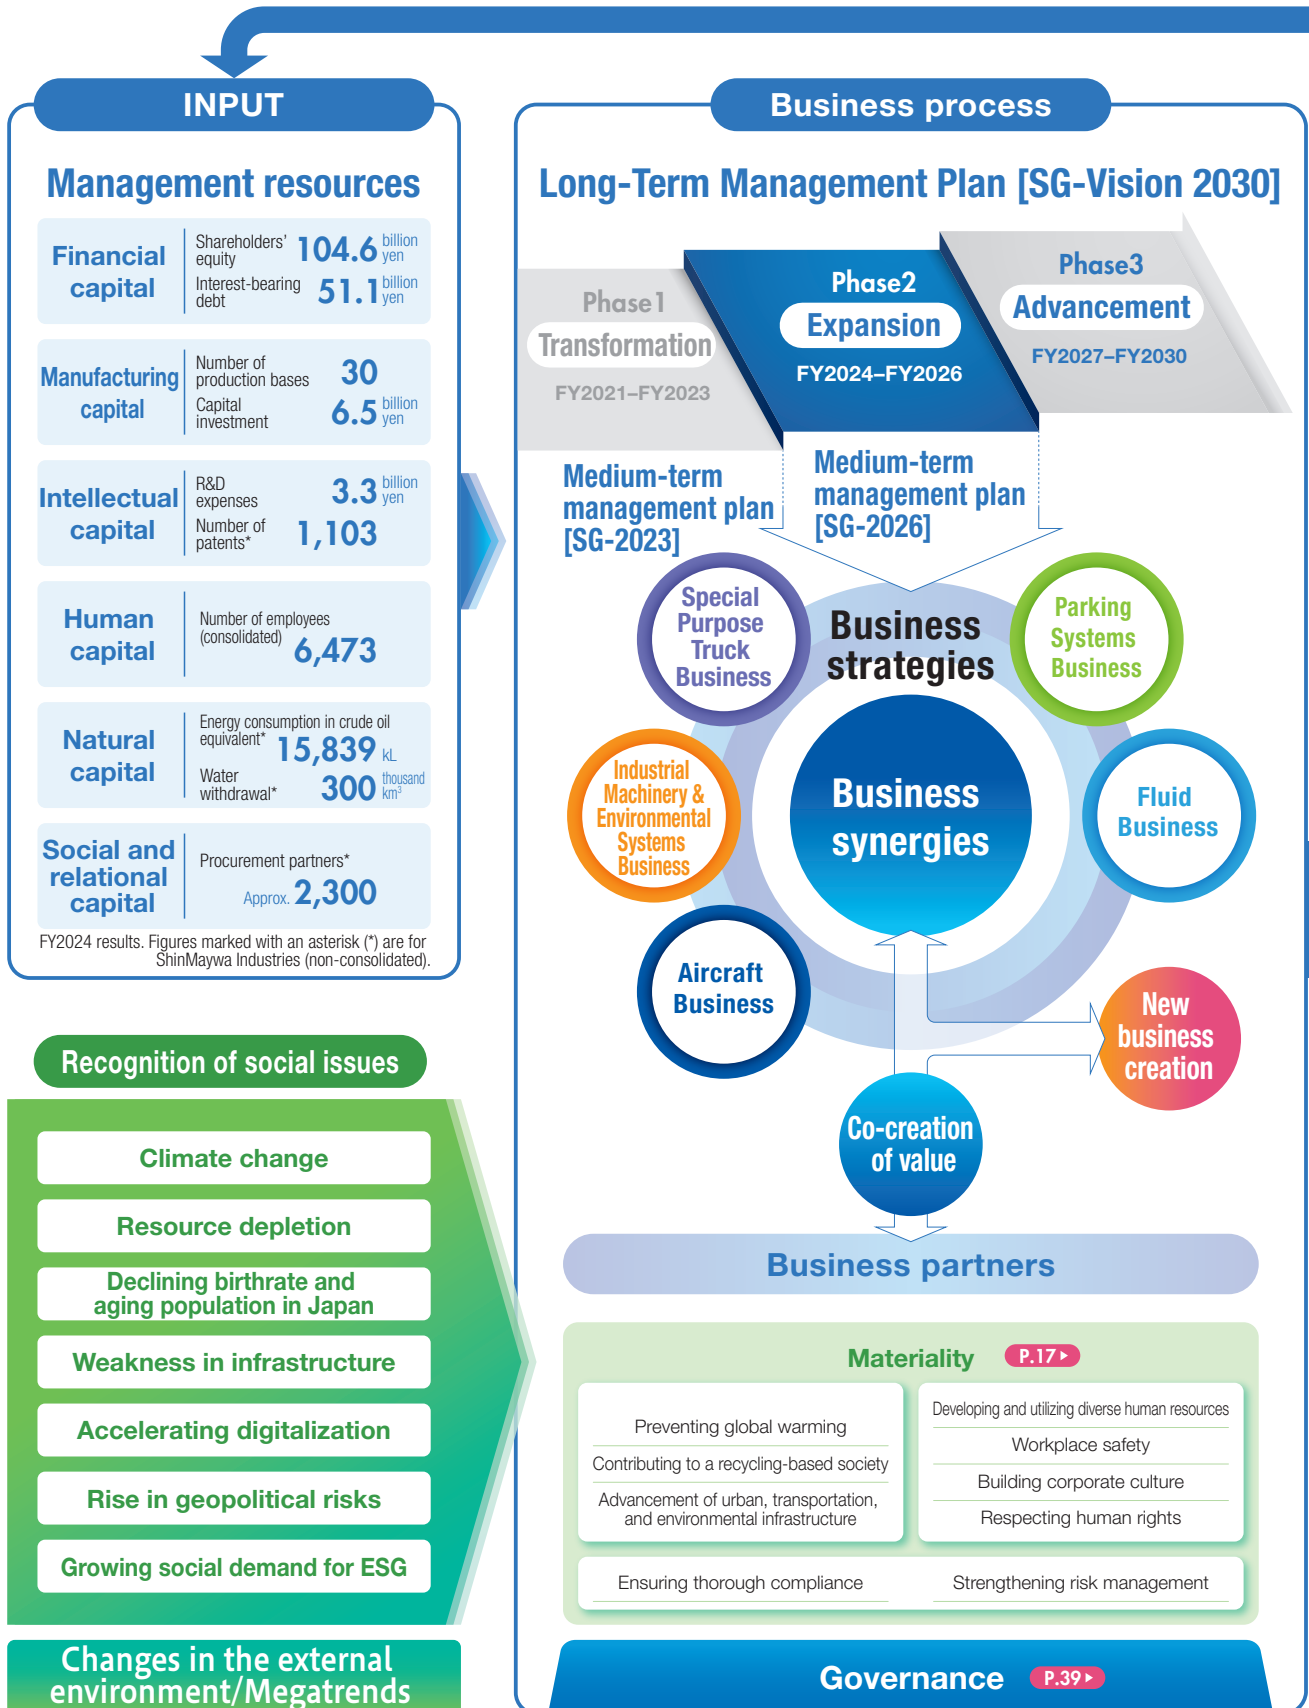 INPUT
Management resources
Financial
capital
Shareholders'
equity
104.6 billion
yen
Interest-bearing
debt
51.1 billion
yen
Manufacturing
capital
Number of
production bases
30
Capital
investment
6.5 billion
yen
Intellectual
capital
R&D
expenses
3.3 billion
yen
Number of
patents*
1,103
Human
capital
Number of employees
(consolidated)
6,473
Natural
capital
Energy consumption in crude oil
equivalent*
15,839 kL
Water
withdrawal*
300 thousand
km³
Social and
relational
capital
Procurement partners*
Approx. 2,300
FY2024 results. Figures marked with an asterisk (*) are for
ShinMaywa Industries (non-consolidated).
Recognition of social issues
Climate change
Resource depletion
Declining birthrate and
aging population in Japan
Weakness in infrastructure
Accelerating digitalization
Rise in geopolitical risks
Growing social demand for ESG
Changes in the external
environment/Megatrends
Business process
Long-Term Management Plan [SG-Vision 2030]
Phase1
Transformation
FY2021–FY2023
Phase2
Expansion
FY2024–FY2026
Phase3
Advancement
FY2027–FY2030
Medium-term
management plan
[SG-2023]
Medium-term
management plan
[SG-2026]
Business
strategies
Special
Purpose
Truck
Business
Parking
Systems
Business
Industrial
Machinery &
Environmental
Systems
Business
Business
synergies
Fluid
Business
Aircraft
Business
New
business
creation
Co-creation
of value
Business partners
Materiality P.17
Preventing global warming
Contributing to a recycling-based society
Advancement of urban, transportation,
and environmental infrastructure
Developing and utilizing diverse human resources
Workplace safety
Building corporate culture
Respecting human rights
Ensuring thorough compliance
Strengthening risk management
Governance P.39